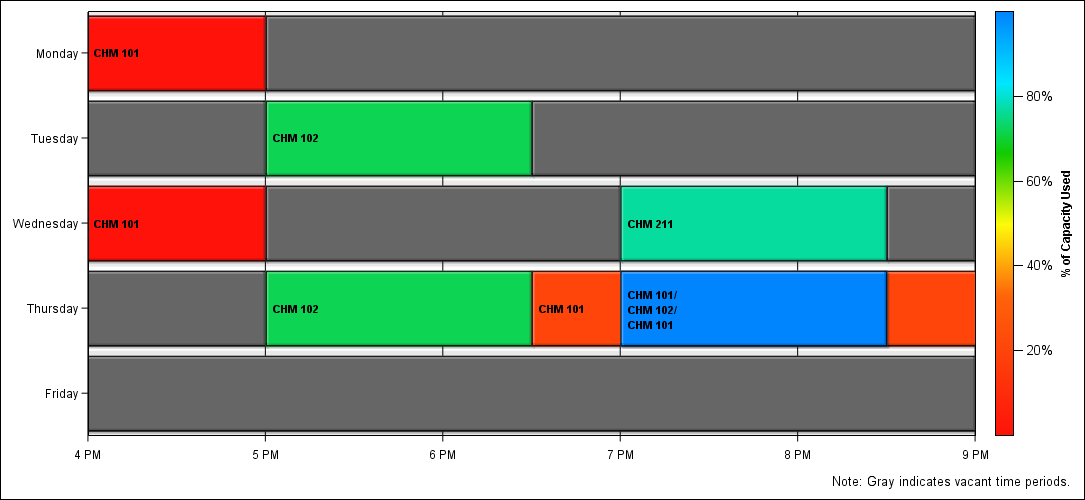 Monday
CHM 101
Tuesday
CHM 102
Wednesday
CHM 101
CHM 211
Thursday
CHM 102
CHM 101
CHM 101/
CHM 102/
CHM 101
Friday
4 PM
5 PM
6 PM
7 PM
8 PM
9 PM
80%
60%
40%
20%
% of Capacity Used
Note: Gray indicates vacant time periods.